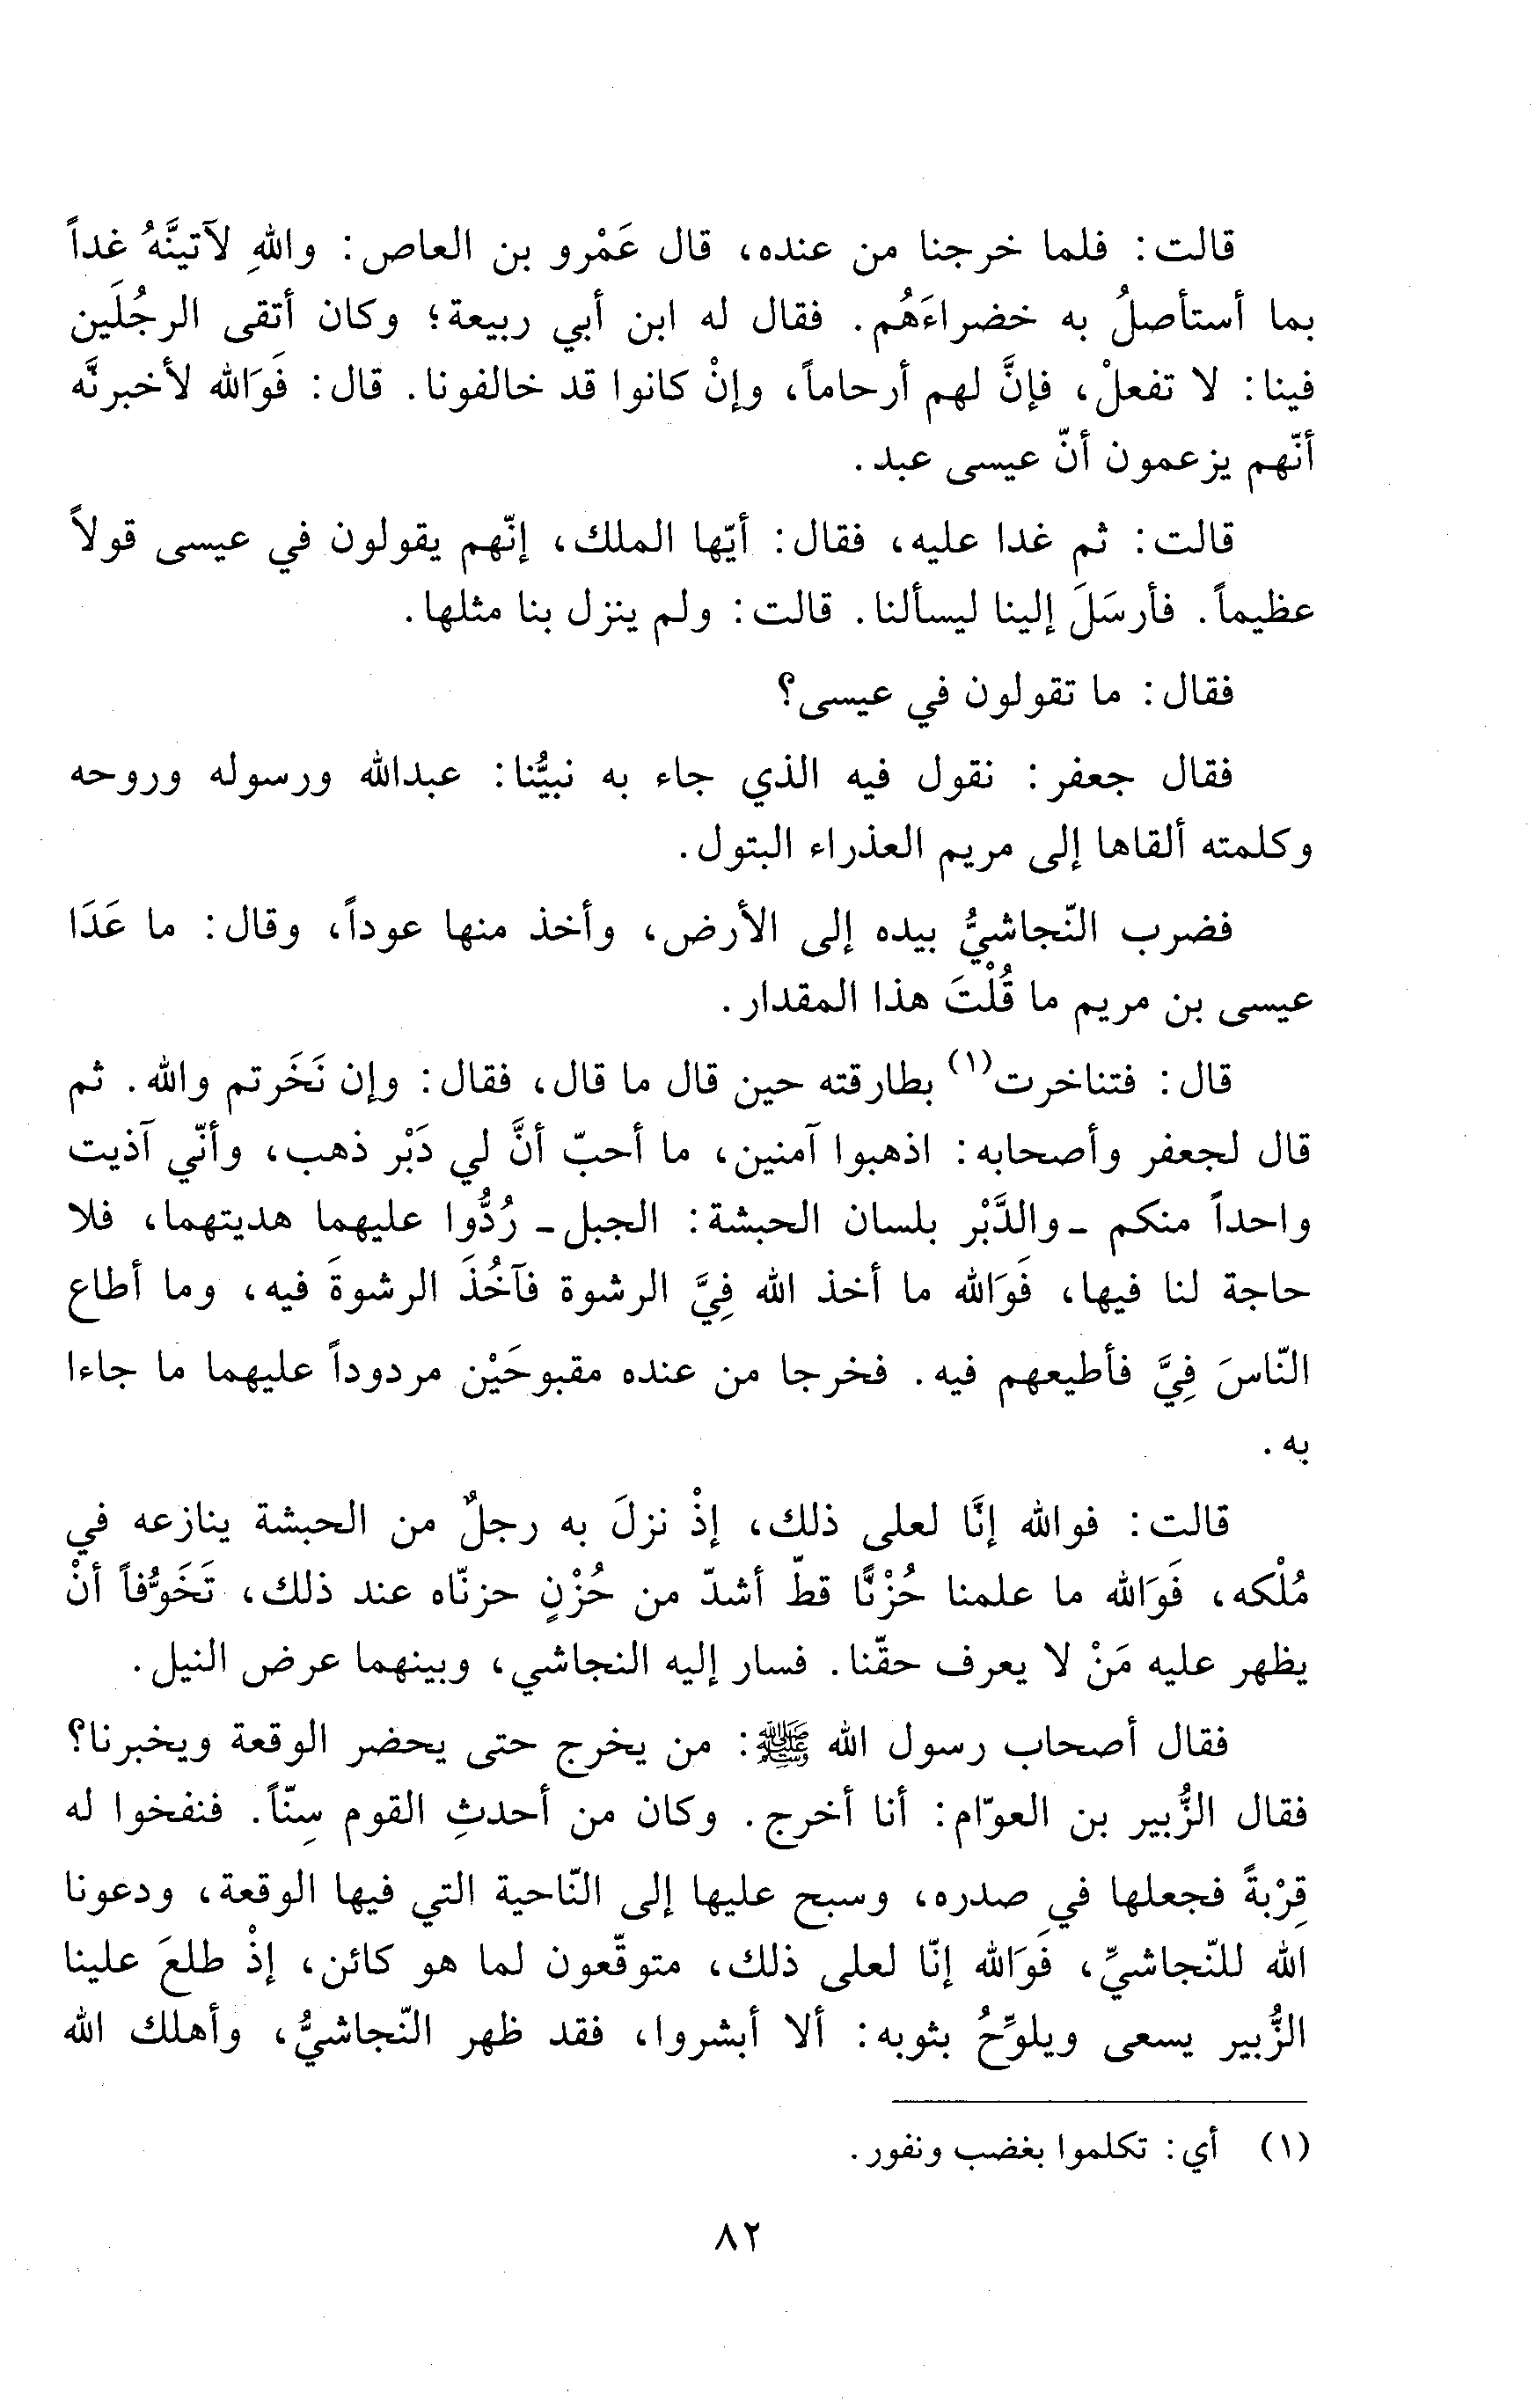 قالت: فلما خرجنا من عنده، قال عَمْرو بن العاص: واللهِ لآتينَّهُ غداً
بما أستأصلُ به خضراءَهُم. فقال له ابن أبي ربيعة؛ وكان أتقى الرجُلَين
فينا: لا تفعلْ، فإنَّ لهم أرحاماً، وإنْ كانوا قد خالفونا. قال: فَوَالله لأخبرنَّه
أنّهم يزعمون أنّ عيسى عبد.
قالت: ثم غدا عليه، فقال: أيّها الملك، إنّهم يقولون في عيسى قولاً
عظيماً. فأرسَلَ إلينا ليسألنا. قالت: ولم ينزل بنا مثلها.
فقال: ما تقولون في عيسى؟
فقال جعفر: نقول فيه الذي جاء به نبيُّنا: عبدالله ورسوله وروحه
وكلمته ألقاها إلى مريم العذراء البتول.
فضرب النّجاشيُّ بيده إلى الأرض، وأخذ منها عوداً، وقال: ما عَدَا
عيسى بن مريم ما قُلْتَ هذا المقدار.
قال: فتناخرت(١) بطارقته حين قال ما قال، فقال: وإن نَخَرتم والله. ثم
قال لجعفر وأصحابه: اذهبوا آمنين، ما أحبّ أنَّ لي دَبْر ذهب، وأنّي آذيت
واحداً منكم ـ والدَّبْر بلسان الحبشة: الجبل ـ رُدُّوا عليهما هديتهما، فلا
حاجة لنا فيها، فَوَالله ما أخذ الله فِيَّ الرشوة فآخُذَ الرشوةَ فيه، وما أطاع
النّاسَ فِيَّ فأطيعهم فيه. فخرجا من عنده مقبوحَيْن مردوداً عليهما ما جاءا
به.
قالت: فوالله إنَّا لعلى ذلك، إذْ نزلَ به رجلٌ من الحبشة ينازعه في
مُلْكه، فَوَالله ما علمنا حُزْنًا قطّ أشدّ من حُزْنٍ حزنّاه عند ذلك، تَخَوُّفاً أنْ
يظهر عليه مَنْ لا يعرف حقّنا. فسار إليه النجاشي، وبينهما عرض النيل.
فقال أصحاب رسول الله ﷺ: من يخرج حتى يحضر الوقعة ويخبرنا؟
فقال الزُّبير بن العوّام: أنا أخرج. وكان من أحدثِ القوم سِنّاً. فنفخوا له
قِرْبةً فجعلها في صدره، وسبح عليها إلى النّاحية التي فيها الوقعة، ودعونا
الله للنّجاشيِّ، فَوَالله إنّا لعلى ذلك، متوقّعون لما هو كائن، إذْ طلعَ علينا
الزُّبير يسعى ويلوِّحُ بثوبه: ألا أبشروا، فقد ظهر النّجاشيُّ، وأهلك الله
(١) أي: تكلموا بغضب ونفور.
٨٢